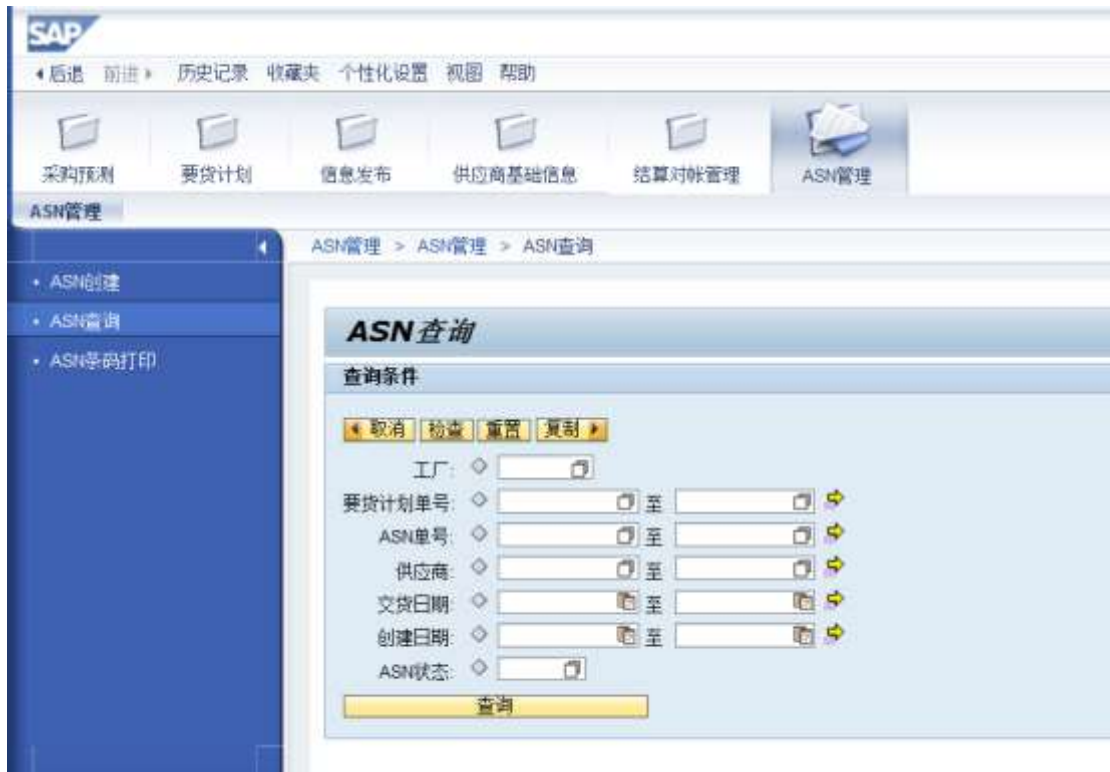 SAP
后退 前进 历史记录 收藏夹 个性化设置 视图 帮助
采购预测 要货计划 信息发布 供应商基础信息 结算对帐管理 ASN管理
ASN管理
ASN管理 > ASN管理 > ASN查询
• ASN创建
• ASN查询
• ASN条码打印
ASN查询
查询条件
取消 检查 重置 复制
工厂:
要货计划单号: 至
ASN单号: 至
供应商: 至
交货日期: 至
创建日期: 至
ASN状态:
查询